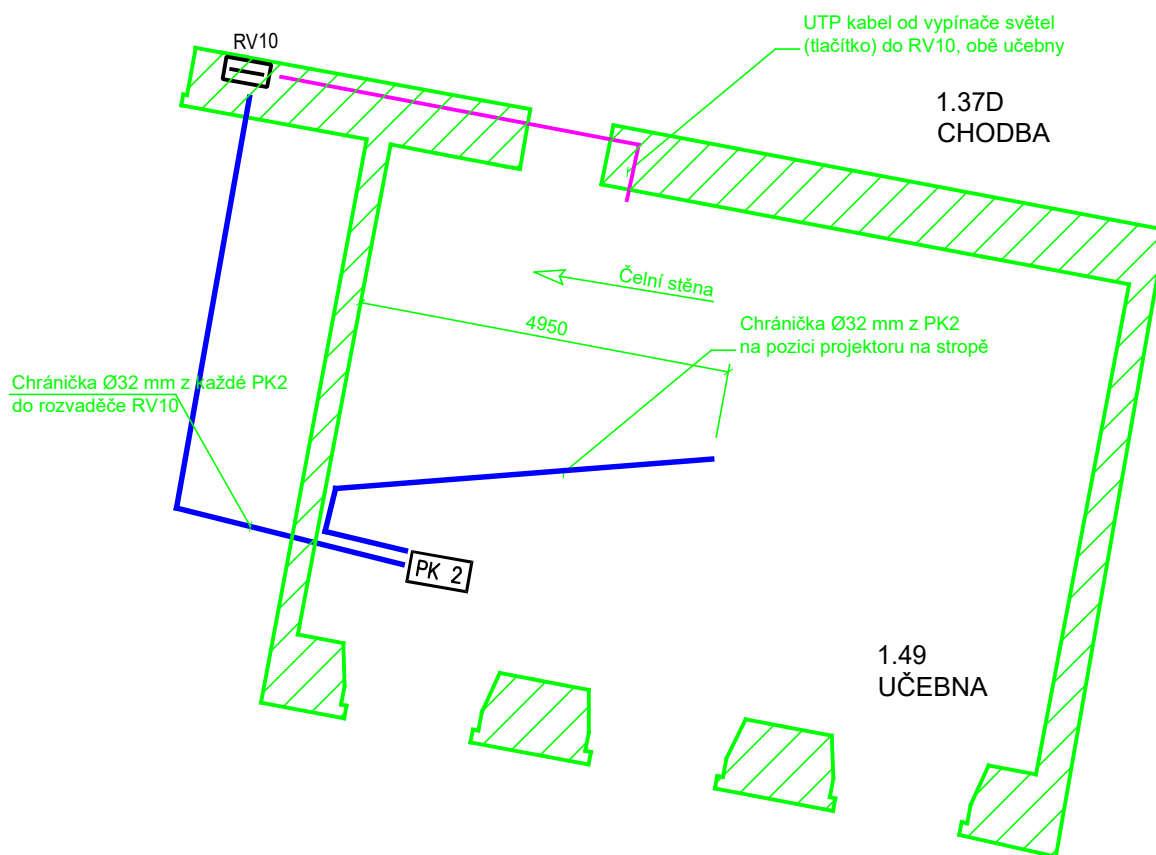 UTP kabel od vypínače světel
(tlačítko) do RV10, obě učebny
RV10
1.37D
CHODBA
Čelní stěna
4950
Chránička Ø32 mm z PK2
na pozici projektoru na stropě
Chránička Ø32 mm z každé PK2
do rozvaděče RV10
PK 2
1.49
UČEBNA